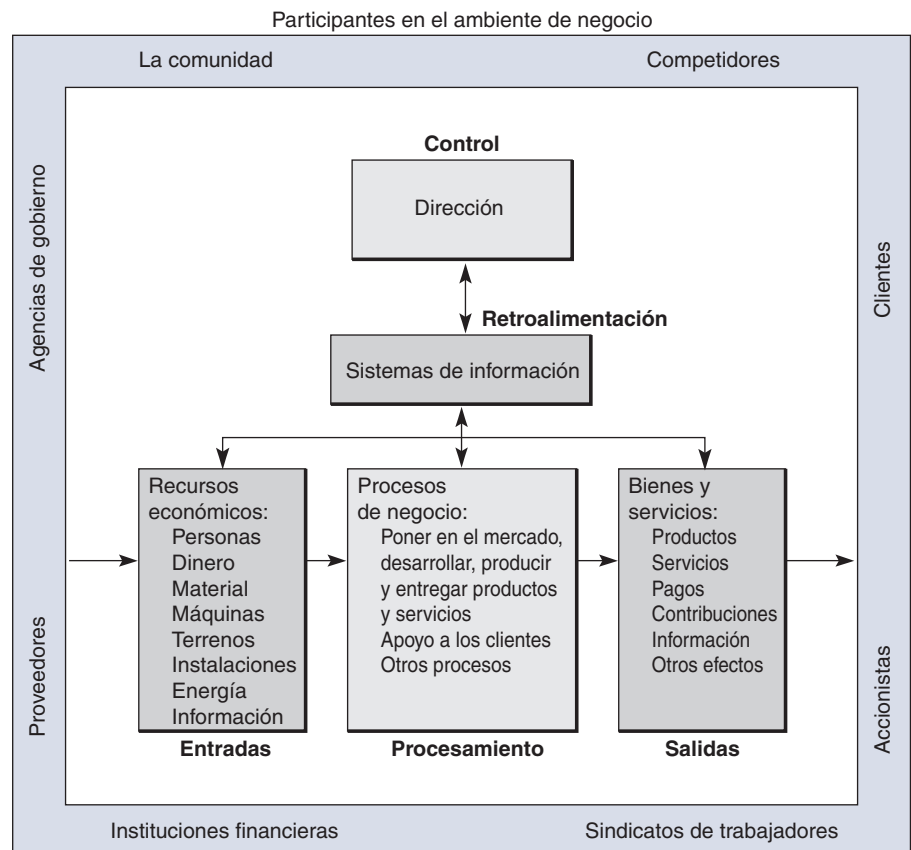 Participantes en el ambiente de negocio
La comunidad
Competidores
Agencias de gobierno
Clientes
Control
Dirección
Retroalimentación
Sistemas de información
Recursos
económicos:
Personas
Dinero
Material
Máquinas
Terrenos
Instalaciones
Energía
Información
Entradas
Procesos
de negocio:
Poner en el mercado,
desarrollar, producir
y entregar productos
y servicios
Apoyo a los clientes
Otros procesos
Procesamiento
Bienes y
servicios:
Productos
Servicios
Pagos
Contribuciones
Información
Otros efectos
Salidas
Proveedores
Accionistas
Instituciones financieras
Sindicatos de trabajadores